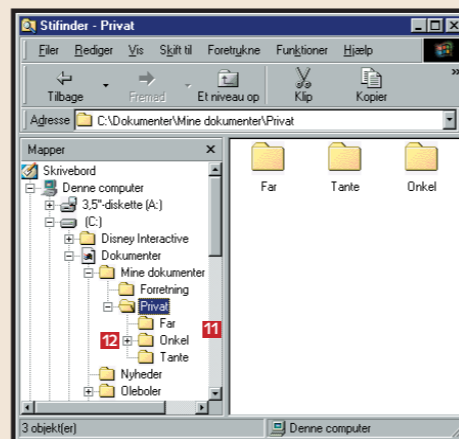 Stifinder - Privat
Filer Rediger Vis Skift til Foretrukne Funktioner Hjælp
Tilbage Fremad Et niveau op Klip Kopier »
Adresse C:\Dokumenter\Mine dokumenter\Privat
Mapper
Skrivebord
Denne computer
3,5"-diskette (A:)
(C:)
Disney Interactive
Dokumenter
Mine dokumenter
Forretning
Privat
Far 11
12 Onkel
Tante
Nyheder
Oleboler
Far Tante Onkel
3 objekt(er) Denne computer